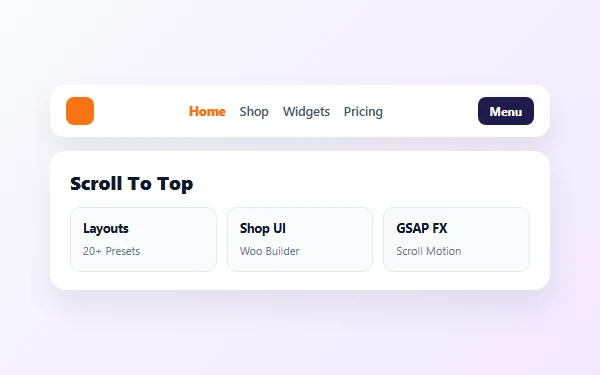 Home Shop Widgets Pricing Menu
Scroll To Top
Layouts Shop UI GSAP FX
20+ Presets Woo Builder Scroll Motion